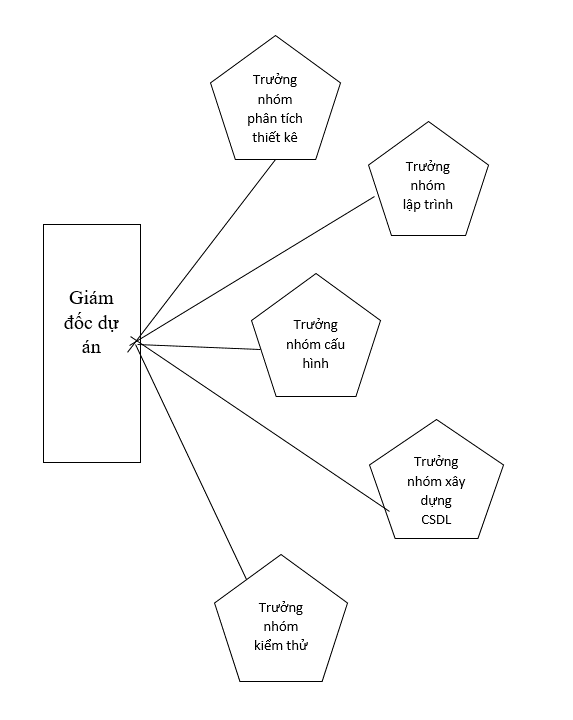 Trưởng
nhóm
phân tích
thiết kê
Trưởng
nhóm
lập trình
Giám
đốc dự
án
Trưởng
nhóm cấu
hình
Trưởng
nhóm xây
dựng
CSDL
Trưởng
nhóm
kiểm thử